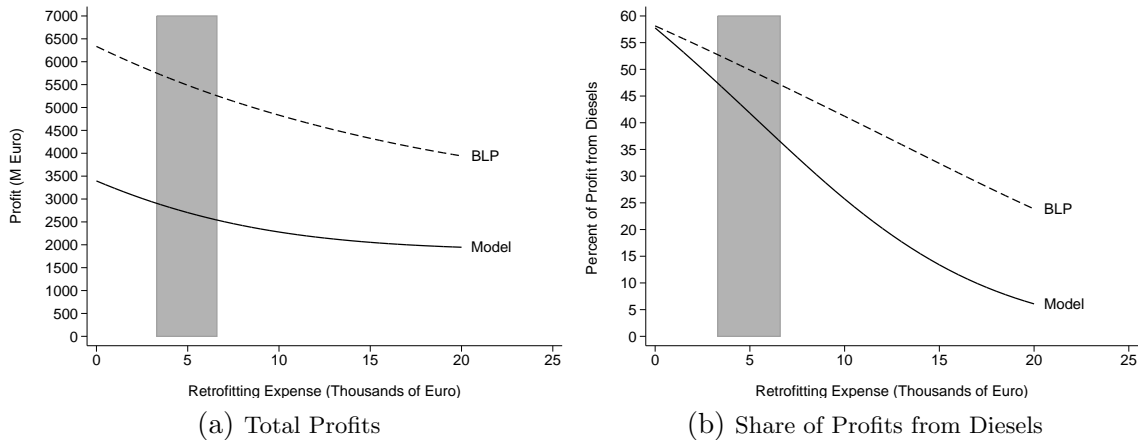 Profit (M Euro)
7000
6500
6000
5500
5000
4500
4000
3500
3000
2500
2000
1500
1000
500
0
BLP
Model
0 5 10 15 20 25
Retrofitting Expense (Thousands of Euro)
(a) Total Profits
Percent of Profit from Diesels
60
55
50
45
40
35
30
25
20
15
10
5
0
BLP
Model
0 5 10 15 20 25
Retrofitting Expense (Thousands of Euro)
(b) Share of Profits from Diesels